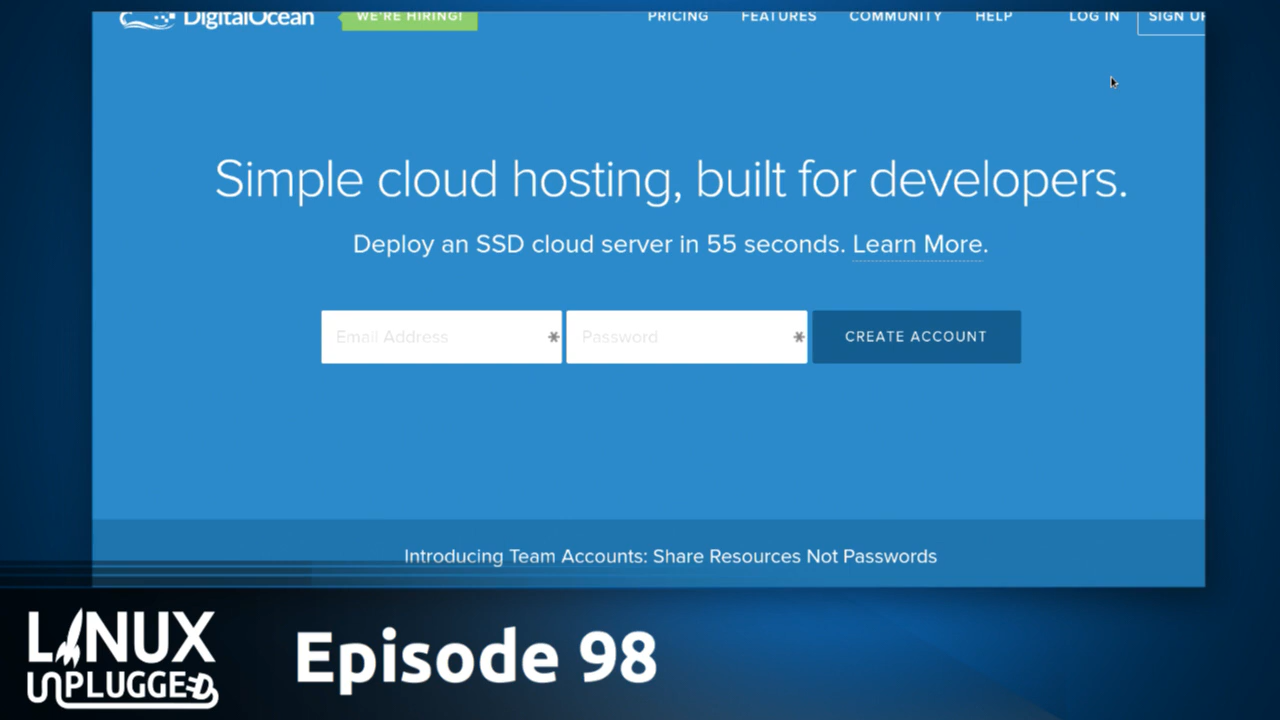 DigitalOcean
WE'RE HIRING!
PRICING FEATURES COMMUNITY HELP LOG IN SIGN UP
Simple cloud hosting, built for developers.
Deploy an SSD cloud server in 55 seconds. Learn More.
Email Address * Password * CREATE ACCOUNT
Introducing Team Accounts: Share Resources Not Passwords
LINUX
UNPLUGGED
Episode 98